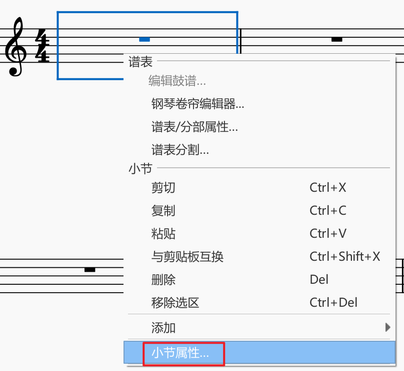 4
4
谱表
编辑鼓谱...
钢琴卷帘编辑器...
谱表/分部属性...
谱表分割...
小节
剪切 Ctrl+X
复制 Ctrl+C
粘贴 Ctrl+V
与剪贴板互换 Ctrl+Shift+X
删除 Del
移除选区 Ctrl+Del
添加
小节属性...